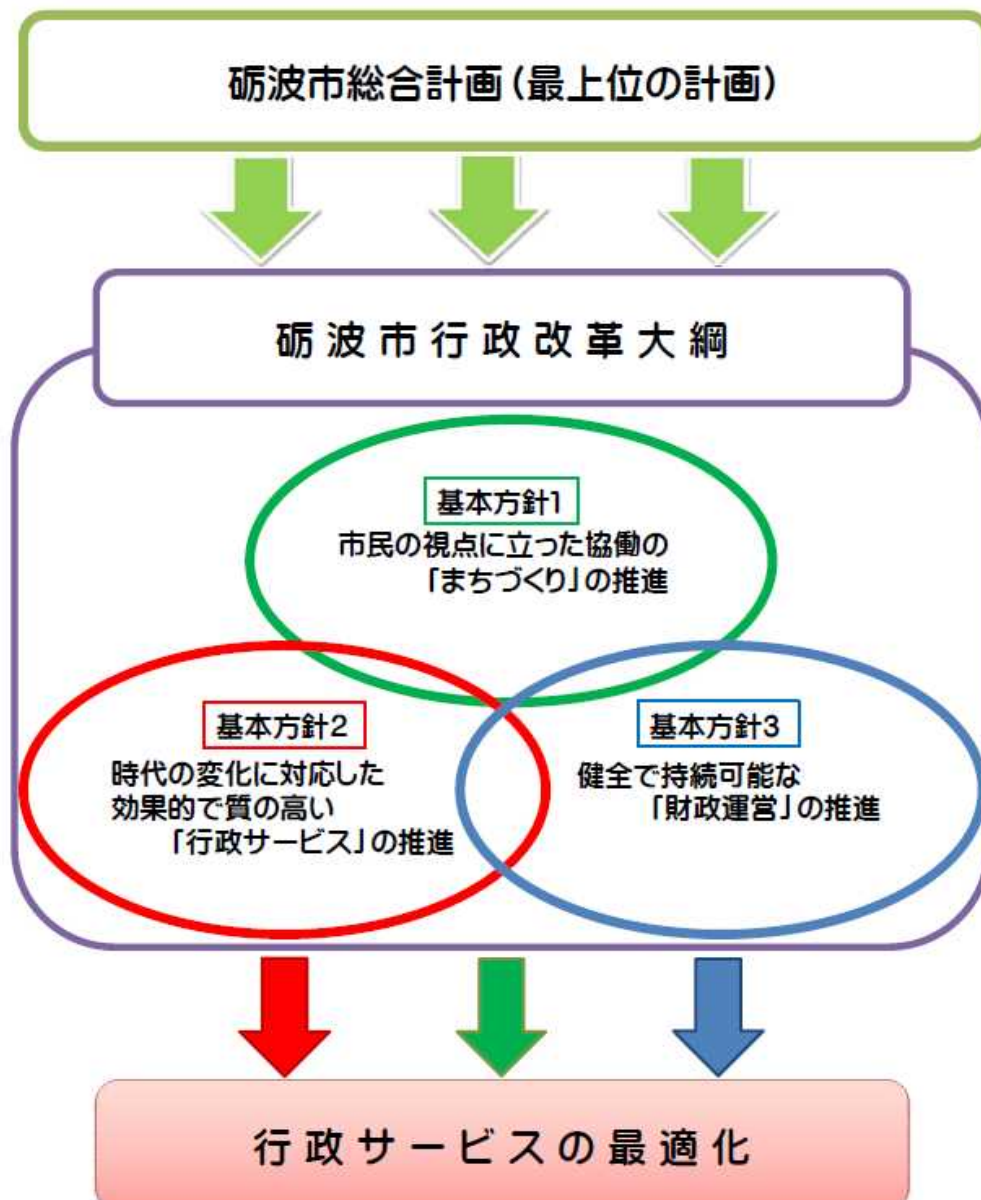 砺波市総合計画(最上位の計画)
砺波市行政改革大綱
基本方針1
市民の視点に立った協働の
「まちづくり」の推進
基本方針2
時代の変化に対応した
効果的で質の高い
「行政サービス」の推進
基本方針3
健全で持続可能な
「財政運営」の推進
行政サービスの最適化